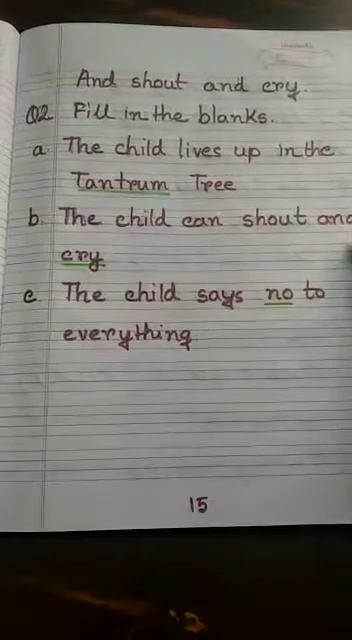 And shout and cry.
Q2 Fill in the blanks.
a. The child lives up in the
Tantrum Tree
b. The child can shout and
cry.
c. The child says no to
everything.
15